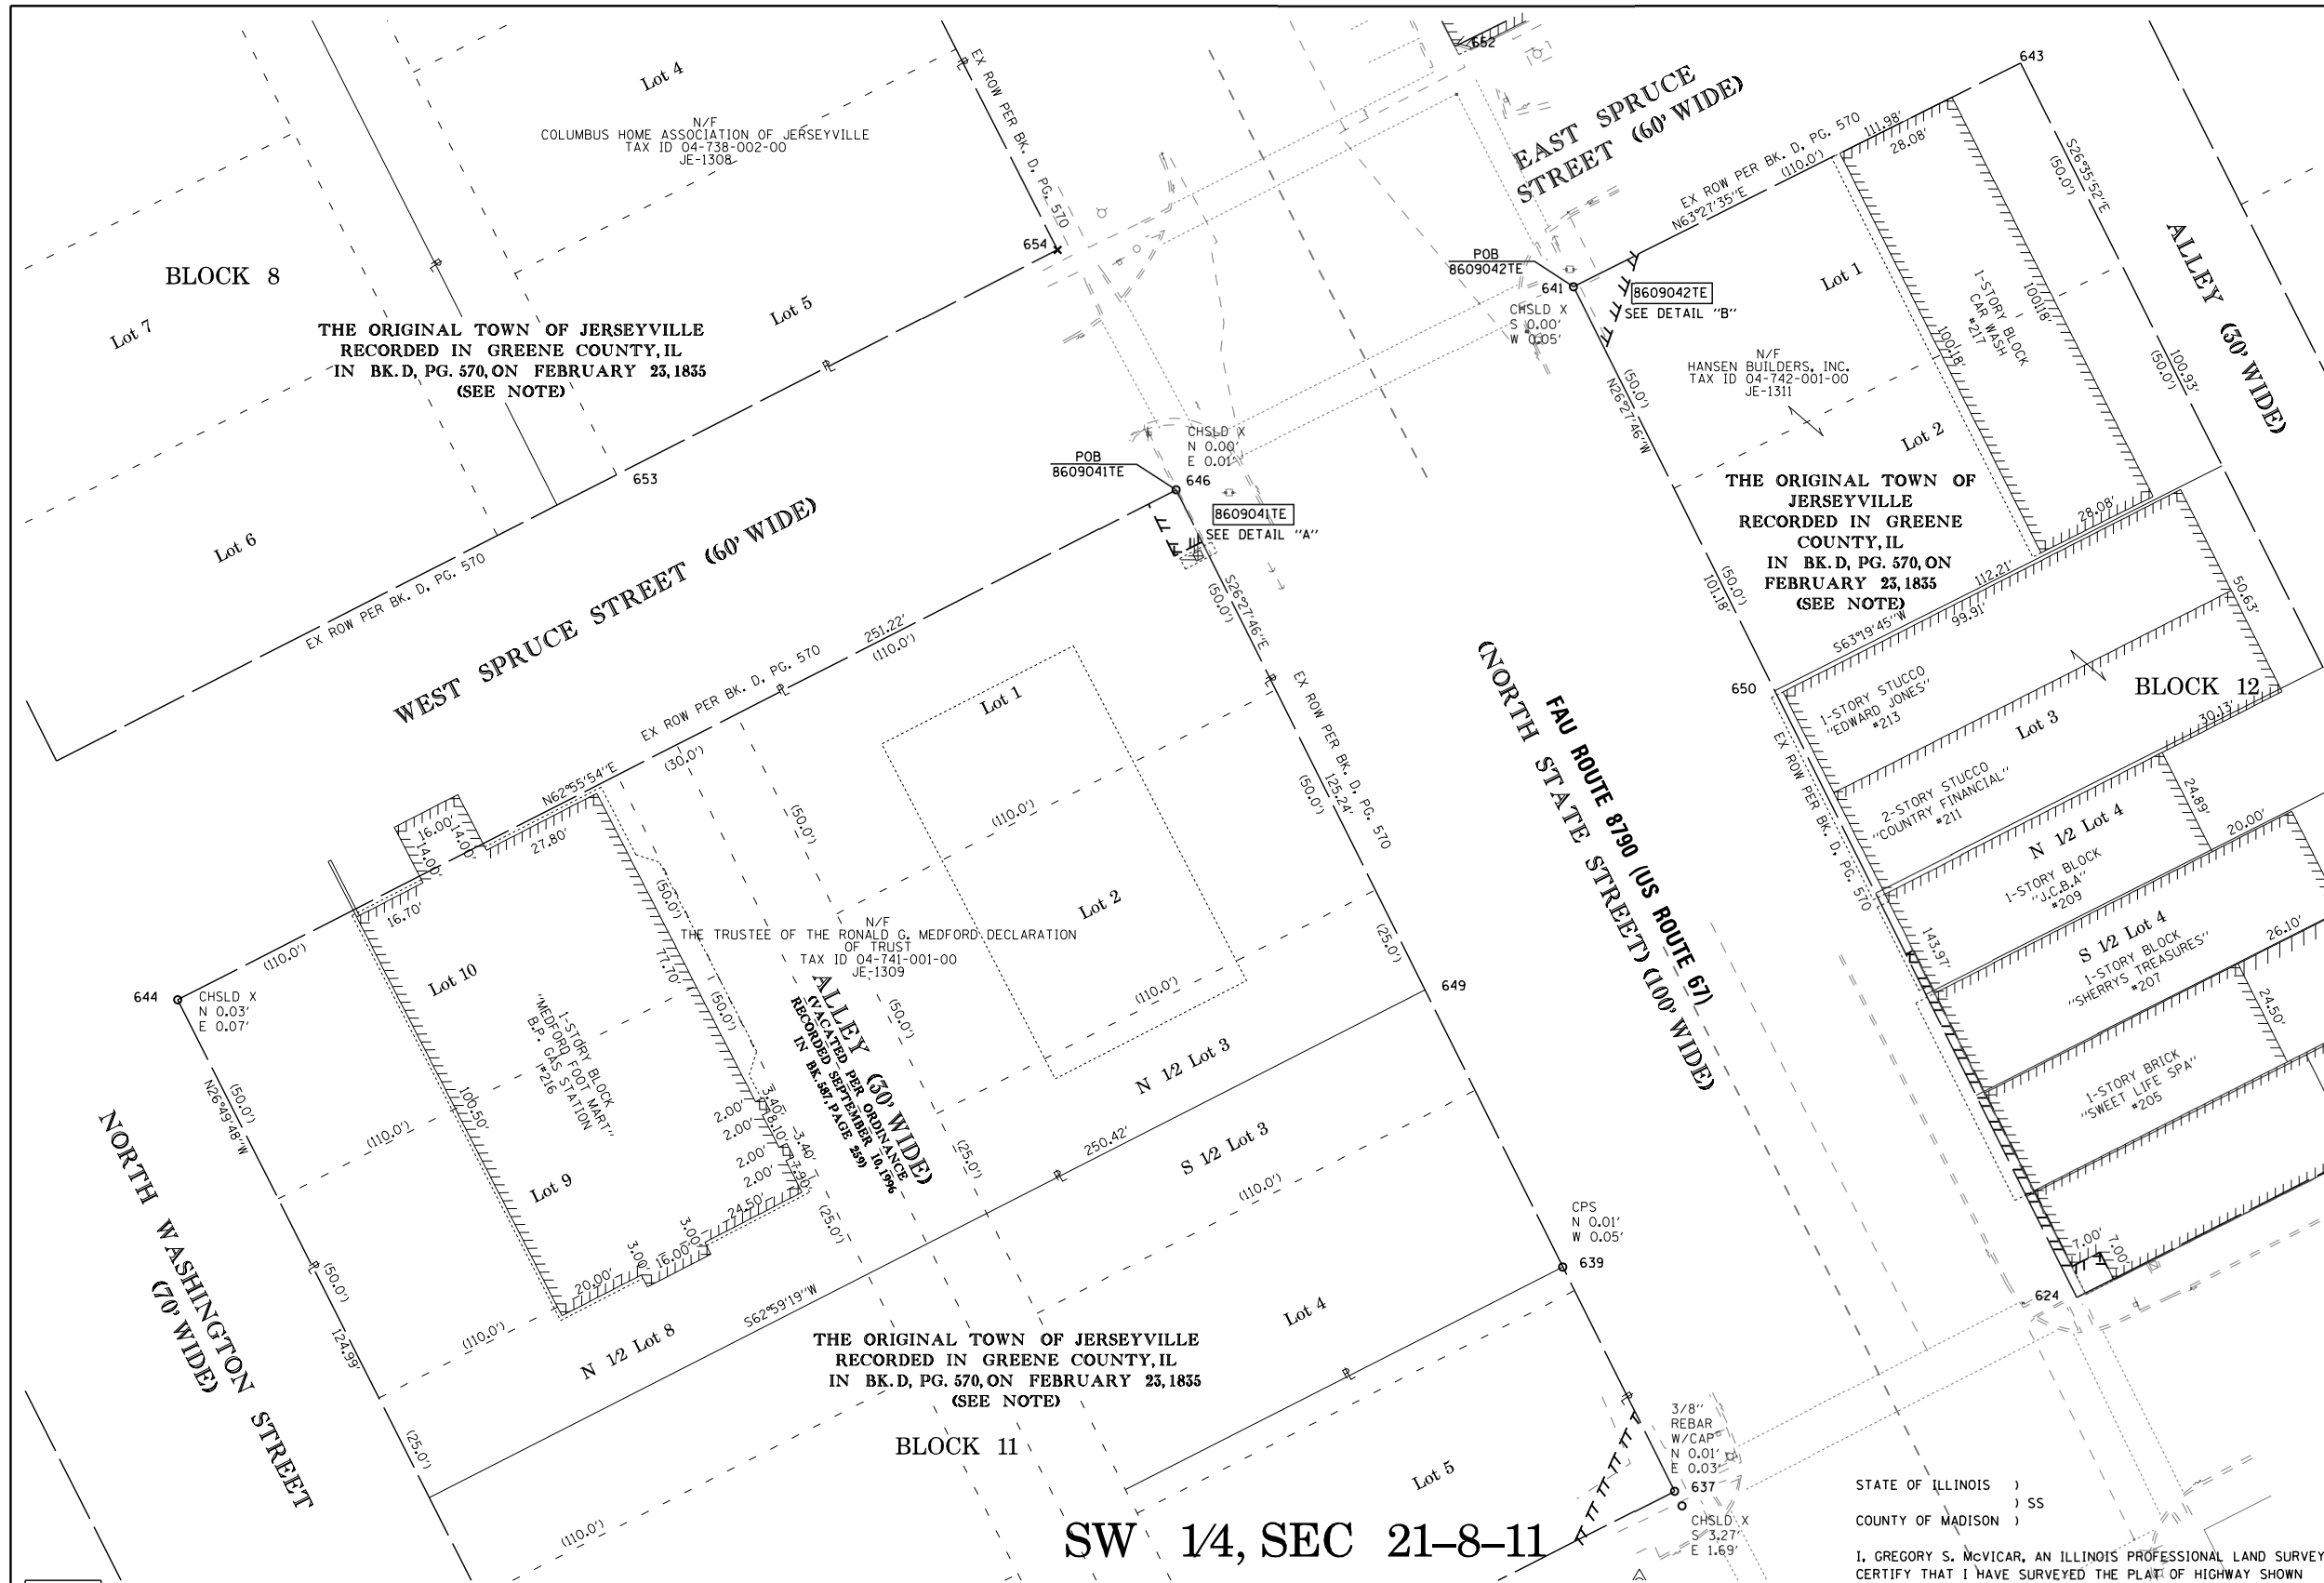 Lot 4
N/F
COLUMBUS HOME ASSOCIATION OF JERSEYVILLE
TAX ID 04-738-002-00
JE-1308
EX ROW PER BK. D, PG. 570
652
EAST SPRUCE
STREET (60' WIDE)
643
BLOCK 8
Lot 7
THE ORIGINAL TOWN OF JERSEYVILLE
RECORDED IN GREENE COUNTY, IL
IN BK. D, PG. 570, ON FEBRUARY 23, 1835
(SEE NOTE)
Lot 5
654
653
Lot 6
EX ROW PER BK. D, PG. 570
WEST SPRUCE STREET (60' WIDE)
POB
8609042TE
641
CHSLD X
S 0.00'
W 0.05'
8609042TE
SEE DETAIL "B"
EX ROW PER BK. D, PG. 570
N63°27'35"E
(110.0')
111.98'
28.08'
Lot 1
1-STORY BLOCK
CAR WASH
#217
100.18'
100.18'
S26°35'52"E
(50.0')
100.93'
(50.0')
ALLEY (30' WIDE)
N/F
HANSEN BUILDERS, INC.
TAX ID 04-742-001-00
JE-1311
(50.0')
N26°27'46"W
Lot 2
THE ORIGINAL TOWN OF
JERSEYVILLE
RECORDED IN GREENE
COUNTY, IL
IN BK. D, PG. 570, ON
FEBRUARY 23, 1835
(SEE NOTE)
(50.0')
101.18'
28.08'
112.21'
S63°19'45"W
99.91'
650
1-STORY STUCCO
"EDWARD JONES"
#213
50.63'
BLOCK 12
Lot 3
30.13'
2-STORY STUCCO
"COUNTRY FINANCIAL"
#211
24.89'
N 1/2 Lot 4
20.00'
1-STORY BLOCK
"J.C.B.A"
#209
S 1/2 Lot 4
1-STORY BLOCK
"SHERRYS TREASURES"
#207
26.10'
24.50'
1-STORY BRICK
"SWEET LIFE SPA"
#205
EX ROW PER BK. D, PG. 570
143.97'
7.00'
7.00'
624
CHSLD X
N 0.00'
E 0.01'
POB
8609041TE
646
8609041TE
SEE DETAIL "A"
S26°27'46"E
(50.0')
EX ROW PER BK. D, PG. 570
125.24'
(50.0')
(25.0')
FAU ROUTE 8790 (US ROUTE 67)
(NORTH STATE STREET) (100' WIDE)
251.22'
(110.0')
EX ROW PER BK. D, PG. 570
(30.0')
N62°55'54"E
Lot 1
(50.0')
(110.0')
16.00'
14.00'
14.00'
27.80'
16.70'
(110.0')
Lot 2
N/F
THE TRUSTEE OF THE RONALD G. MEDFORD DECLARATION
OF TRUST
TAX ID 04-741-001-00
JE-1309
(50.0')
77.70'
(50.0')
(50.0')
(110.0')
644
CHSLD X
N 0.03'
E 0.07'
Lot 10
1-STORY BLOCK
"MEDFORD FOOT MART"
B.P. GAS STATION
#216
ALLEY (30' WIDE)
(VACATED PER ORDINANCE
RECORDED SEPTEMBER 10, 1996
IN BK. 587, PAGE 259)
649
N 1/2 Lot 3
(50.0')
N26°49'48"W
100.50'
(110.0')
2.00'
3.40'
18.10'
2.00'
3.40'
2.00'
17.90'
2.00'
24.50'
3.00'
16.00'
3.00'
20.00'
Lot 9
(25.0')
(25.0')
250.42'
S 1/2 Lot 3
(110.0')
CPS
N 0.01'
W 0.05'
639
NORTH WASHINGTON STREET
(70' WIDE)
(50.0')
124.99'
(110.0')
S62°59'19"W
N 1/2 Lot 8
Lot 4
THE ORIGINAL TOWN OF JERSEYVILLE
RECORDED IN GREENE COUNTY, IL
IN BK. D, PG. 570, ON FEBRUARY 23, 1835
(SEE NOTE)
BLOCK 11
(25.0')
(110.0')
Lot 5
3/8"
REBAR
W/CAP
N 0.01'
E 0.03'
637
CHSLD X
S 3.27'
E 1.69'
SW 1/4, SEC 21-8-11
STATE OF ILLINOIS )
) SS
COUNTY OF MADISON )
I, GREGORY S. McVICAR, AN ILLINOIS PROFESSIONAL LAND SURVEY
CERTIFY THAT I HAVE SURVEYED THE PLAT OF HIGHWAY SHOWN